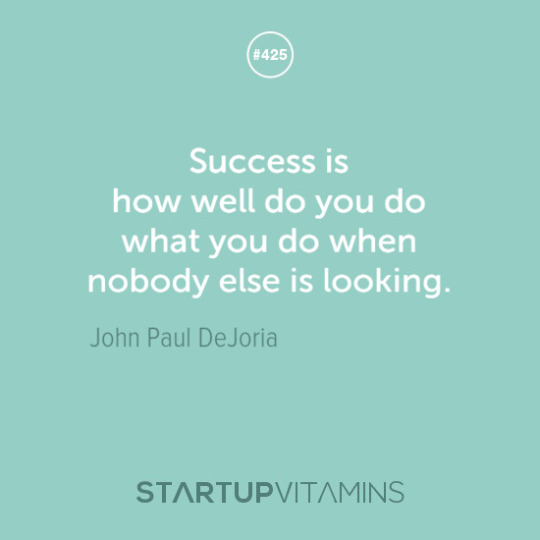 #425
Success is
how well do you do
what you do when
nobody else is looking.
John Paul DeJoria
STARTUPVITAMINS